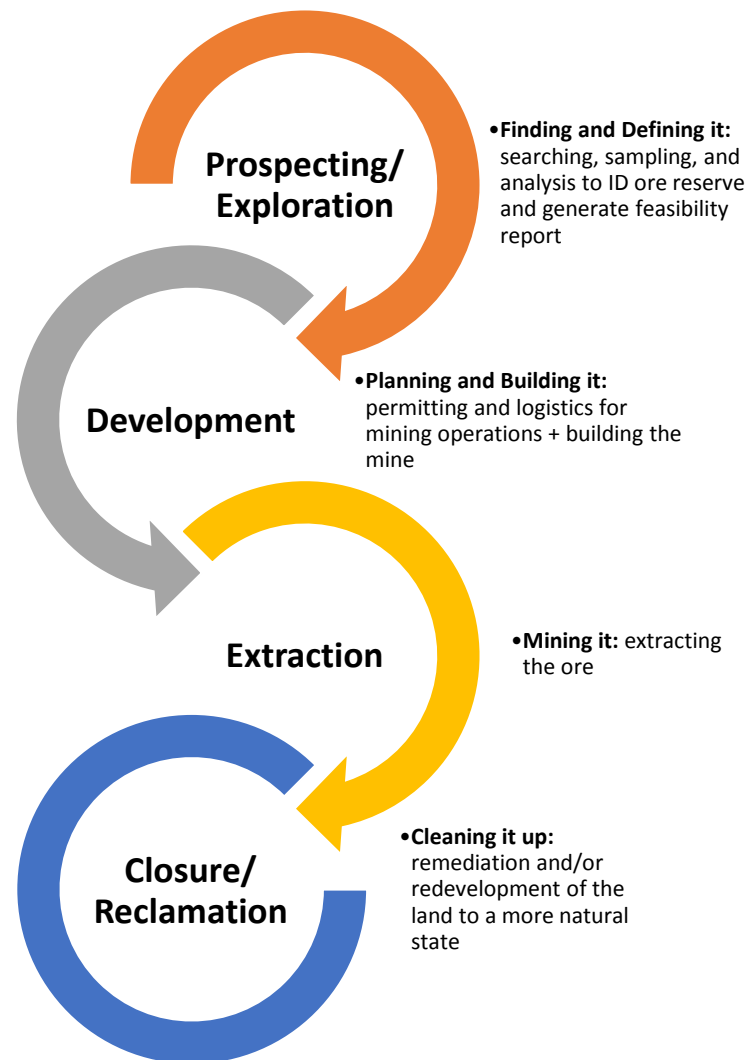 Prospecting/
Exploration
•Finding and Defining it:
searching, sampling, and
analysis to ID ore reserve
and generate feasibility
report
Development
•Planning and Building it:
permitting and logistics for
mining operations + building the
mine
Extraction
•Mining it: extracting
the ore
Closure/
Reclamation
•Cleaning it up:
remediation and/or
redevelopment of the
land to a more natural
state